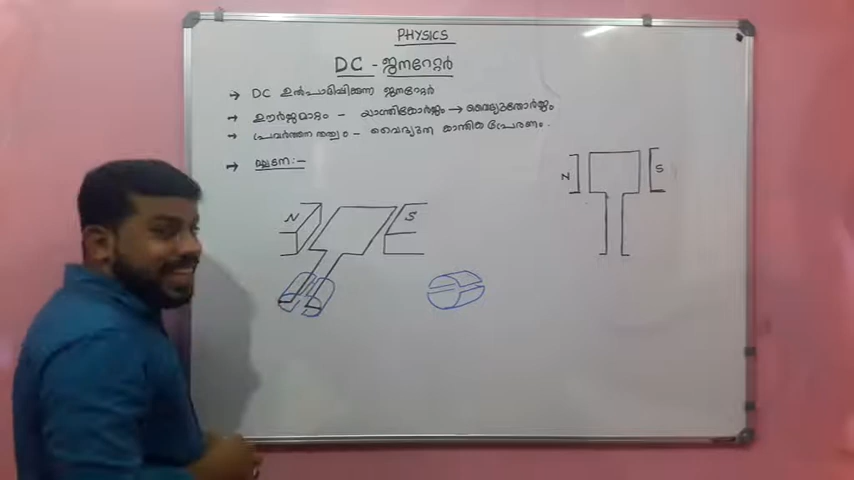 PHYSICS
DC - ജനറേറ്റർ
→ DC ഉൽപാദിപ്പിക്കുന്ന ജനറേറ്റർ
→ ഊർജ്ജമാറ്റം - യാന്ത്രികോർജ്ജം → വൈദ്യുതോർജ്ജം
→ പ്രവർത്തന തത്വം - വൈദ്യുത കാന്തിക പ്രേരണം.
→ ഘടന :-
N S
N S